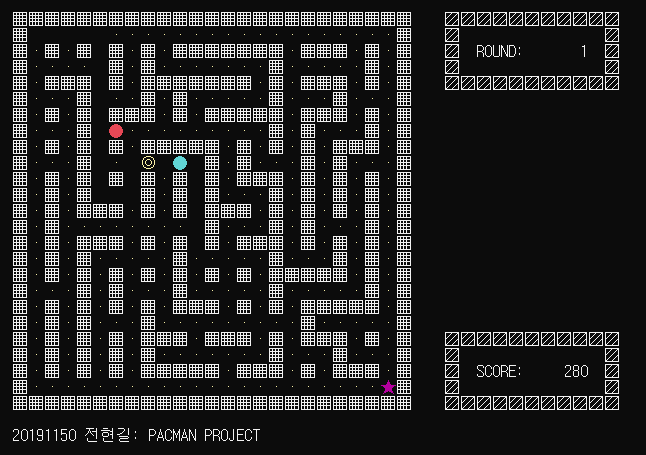 ROUND: 1
SCORE: 280
20191150 전현길: PACMAN PROJECT